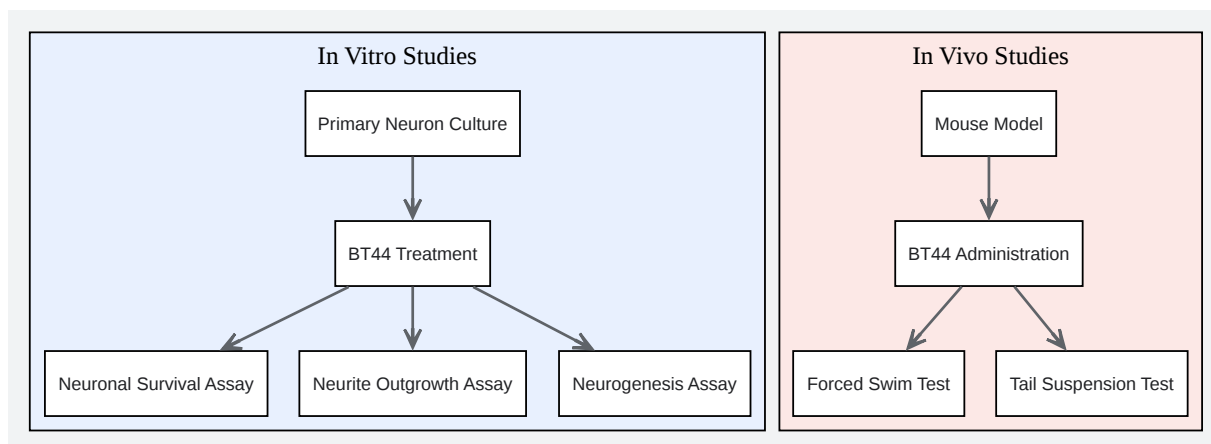 In Vitro Studies
Primary Neuron Culture
BT44 Treatment
Neuronal Survival Assay
Neurite Outgrowth Assay
Neurogenesis Assay
In Vivo Studies
Mouse Model
BT44 Administration
Forced Swim Test
Tail Suspension Test